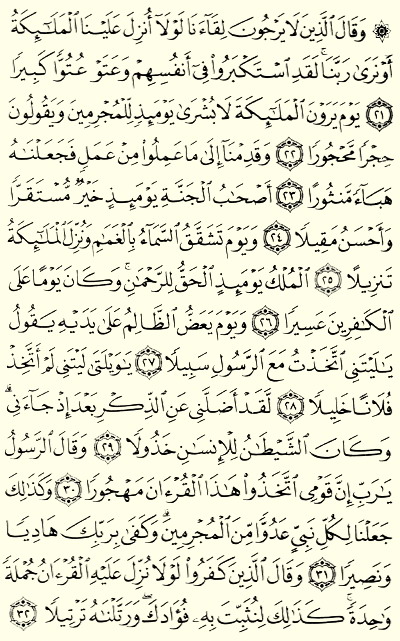 ۞ وَقَالَ ٱلَّذِينَ لَا يَرْجُونَ لِقَآءَنَا لَوْلَآ أُنزِلَ عَلَيْنَا ٱلْمَلَـٰٓئِكَةُ
أَوْ نَرَىٰ رَبَّنَا ۗ لَقَدِ ٱسْتَكْبَرُوا۟ فِىٓ أَنفُسِهِمْ وَعَتَوْ عُتُوًّا كَبِيرًا
﴿٢١﴾ يَوْمَ يَرَوْنَ ٱلْمَلَـٰٓئِكَةَ لَا بُشْرَىٰ يَوْمَئِذٍ لِّلْمُجْرِمِينَ وَيَقُولُونَ
حِجْرًا مَّحْجُورًا ﴿٢٢﴾ وَقَدِمْنَآ إِلَىٰ مَا عَمِلُوا۟ مِنْ عَمَلٍ فَجَعَلْنَـٰهُ
هَبَآءً مَّنثُورًا ﴿٢٣﴾ أَصْحَـٰبُ ٱلْجَنَّةِ يَوْمَئِذٍ خَيْرٌ مُّسْتَقَرًّا
وَأَحْسَنُ مَقِيلًا ﴿٢٤﴾ وَيَوْمَ تَشَقَّقُ ٱلسَّمَآءُ بِٱلْغَمَـٰمِ وَنُزِّلَ ٱلْمَلَـٰٓئِكَةُ
تَنزِيلًا ﴿٢٥﴾ ٱلْمُلْكُ يَوْمَئِذٍ ٱلْحَقُّ لِلرَّحْمَـٰنِ ۚ وَكَانَ يَوْمًا عَلَى
ٱلْكَـٰفِرِينَ عَسِيرًا ﴿٢٦﴾ وَيَوْمَ يَعَضُّ ٱلظَّالِمُ عَلَىٰ يَدَيْهِ يَقُولُ
يَـٰلَيْتَنِى ٱتَّخَذْتُ مَعَ ٱلرَّسُولِ سَبِيلًا ﴿٢٧﴾ يَـٰوَيْلَتَىٰ لَيْتَنِى لَمْ أَتَّخِذْ
فُلَانًا خَلِيلًا ﴿٢٨﴾ لَّقَدْ أَضَلَّنِى عَنِ ٱلذِّكْرِ بَعْدَ إِذْ جَآءَنِى ۗ
وَكَانَ ٱلشَّيْطَـٰنُ لِلْإِنسَـٰنِ خَذُولًا ﴿٢٩﴾ وَقَالَ ٱلرَّسُولُ
يَـٰرَبِّ إِنَّ قَوْمِى ٱتَّخَذُوا۟ هَـٰذَا ٱلْقُرْءَانَ مَهْجُورًا ﴿٣٠﴾ وَكَذَٰلِكَ
جَعَلْنَا لِكُلِّ نَبِىٍّ عَدُوًّا مِّنَ ٱلْمُجْرِمِينَ ۗ وَكَفَىٰ بِرَبِّكَ هَادِيًا
وَنَصِيرًا ﴿٣١﴾ وَقَالَ ٱلَّذِينَ كَفَرُوا۟ لَوْلَا نُزِّلَ عَلَيْهِ ٱلْقُرْءَانُ جُمْلَةً
وَٰحِدَةً ۚ كَذَٰلِكَ لِنُثَبِّتَ بِهِۦ فُؤَادَكَ ۖ وَرَتَّلْنَـٰهُ تَرْتِيلًا ﴿٣٢﴾